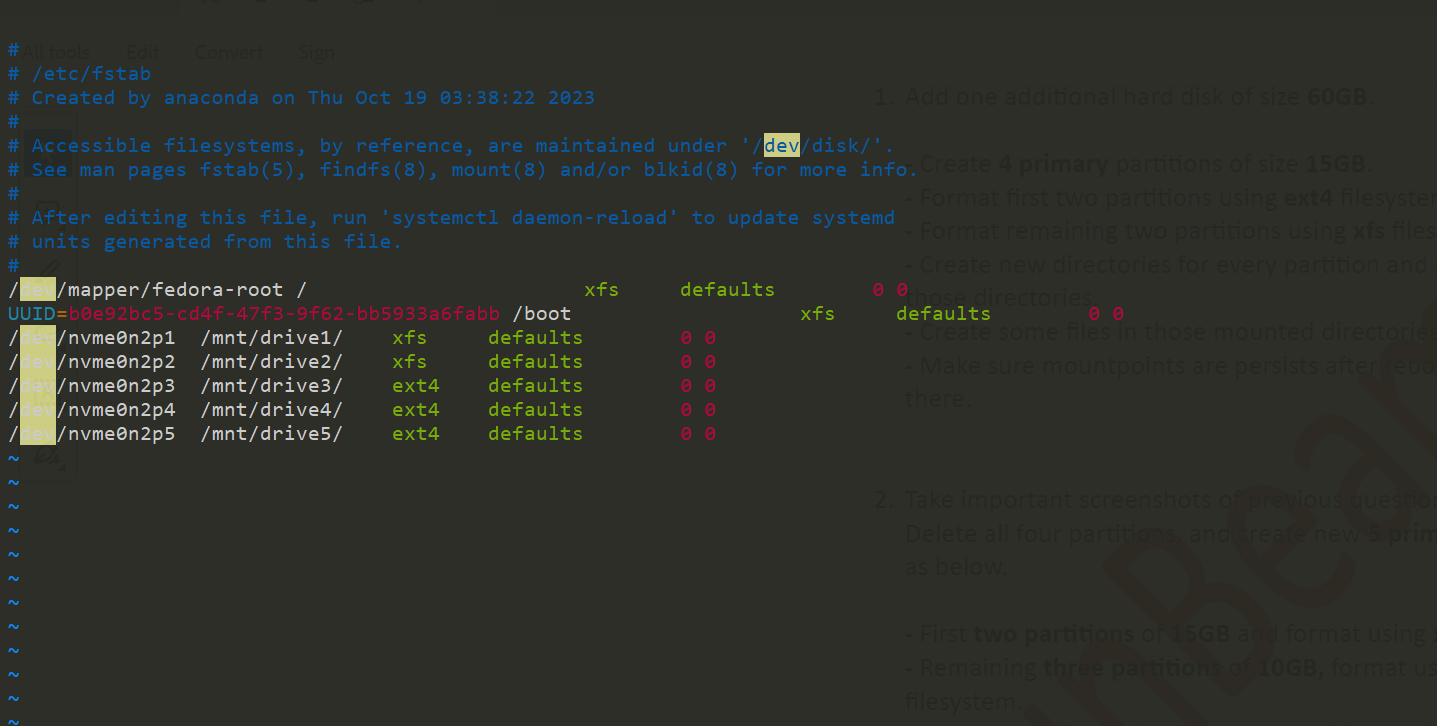 All tools Edit Convert Sign
#
# /etc/fstab
# Created by anaconda on Thu Oct 19 03:38:22 2023
#
# Accessible filesystems, by reference, are maintained under '/dev/disk/'.
# See man pages fstab(5), findfs(8), mount(8) and/or blkid(8) for more info.
#
# After editing this file, run 'systemctl daemon-reload' to update systemd
# units generated from this file.
#
/dev/mapper/fedora-root / xfs defaults 0 0
UUID=b0e92bc5-cd4f-47f3-9f62-bb5933a6fabb /boot xfs defaults 0 0
/dev/nvme0n2p1 /mnt/drive1/ xfs defaults 0 0
/dev/nvme0n2p2 /mnt/drive2/ xfs defaults 0 0
/dev/nvme0n2p3 /mnt/drive3/ ext4 defaults 0 0
/dev/nvme0n2p4 /mnt/drive4/ ext4 defaults 0 0
/dev/nvme0n2p5 /mnt/drive5/ ext4 defaults 0 0
~
~
~
~
~
~
~
~
~
~
~
~
1. Add one additional hard disk of size 60GB.
- Create 4 primary partitions of size 15GB.
- Format first two partitions using ext4 filesystem
- Format remaining two partitions using xfs files
- Create new directories for every partition and
those directories.
- Create some files in those mounted directorie
- Make sure mountpoints are persists after reboo
there.
2. Take important screenshots of previous question
Delete all four partitions, and create new 5 prim
as below.
- First two partitions of 15GB and format using
- Remaining three partitions of 10GB, format us
filesystem.